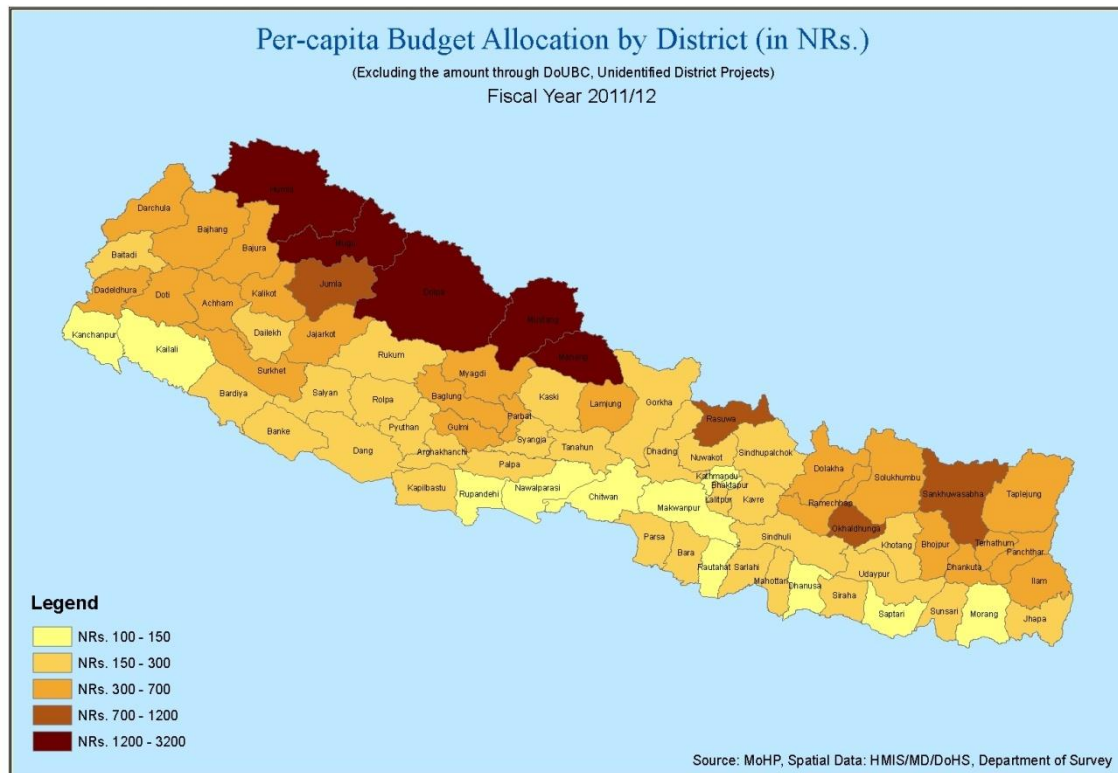 Per-capita Budget Allocation by District (in NRs.)
(Excluding the amount through DoUBC, Unidentified District Projects)
Fiscal Year 2011/12
Humla
Darchula
Bajhang
Bajura
Mugu
Baitadi
Jumla
Dolpa
Mustang
Dadeldhura
Doti
Achham
Kalikot
Manang
Kanchanpur
Kailali
Dailekh
Jajarkot
Rukum
Surkhet
Myagdi
Bardiya
Salyan
Rolpa
Baglung
Parbat
Kaski
Lamjung
Gorkha
Rasuwa
Banke
Pyuthan
Gulmi
Syangja
Tanahun
Dhading
Nuwakot
Sindhupalchok
Dang
Arghakhanchi
Palpa
Dolakha
Solukhumbu
Sankhuwasabha
Taplejung
Kapilbastu
Rupandehi
Nawalparasi
Chitwan
Makwanpur
Kathmandu
Bhaktapur
Lalitpur
Kavre
Ramechhap
Okhaldhunga
Sindhuli
Khotang
Bhojpur
Terhathum
Panchthar
Parsa
Bara
Rautahat
Sarlahi
Mahottari
Dhanusa
Siraha
Udaypur
Dhankuta
Ilam
Saptari
Sunsari
Morang
Jhapa
Legend
NRs. 100 - 150
NRs. 150 - 300
NRs. 300 - 700
NRs. 700 - 1200
NRs. 1200 - 3200
Source: MoHP, Spatial Data: HMIS/MD/DoHS, Department of Survey